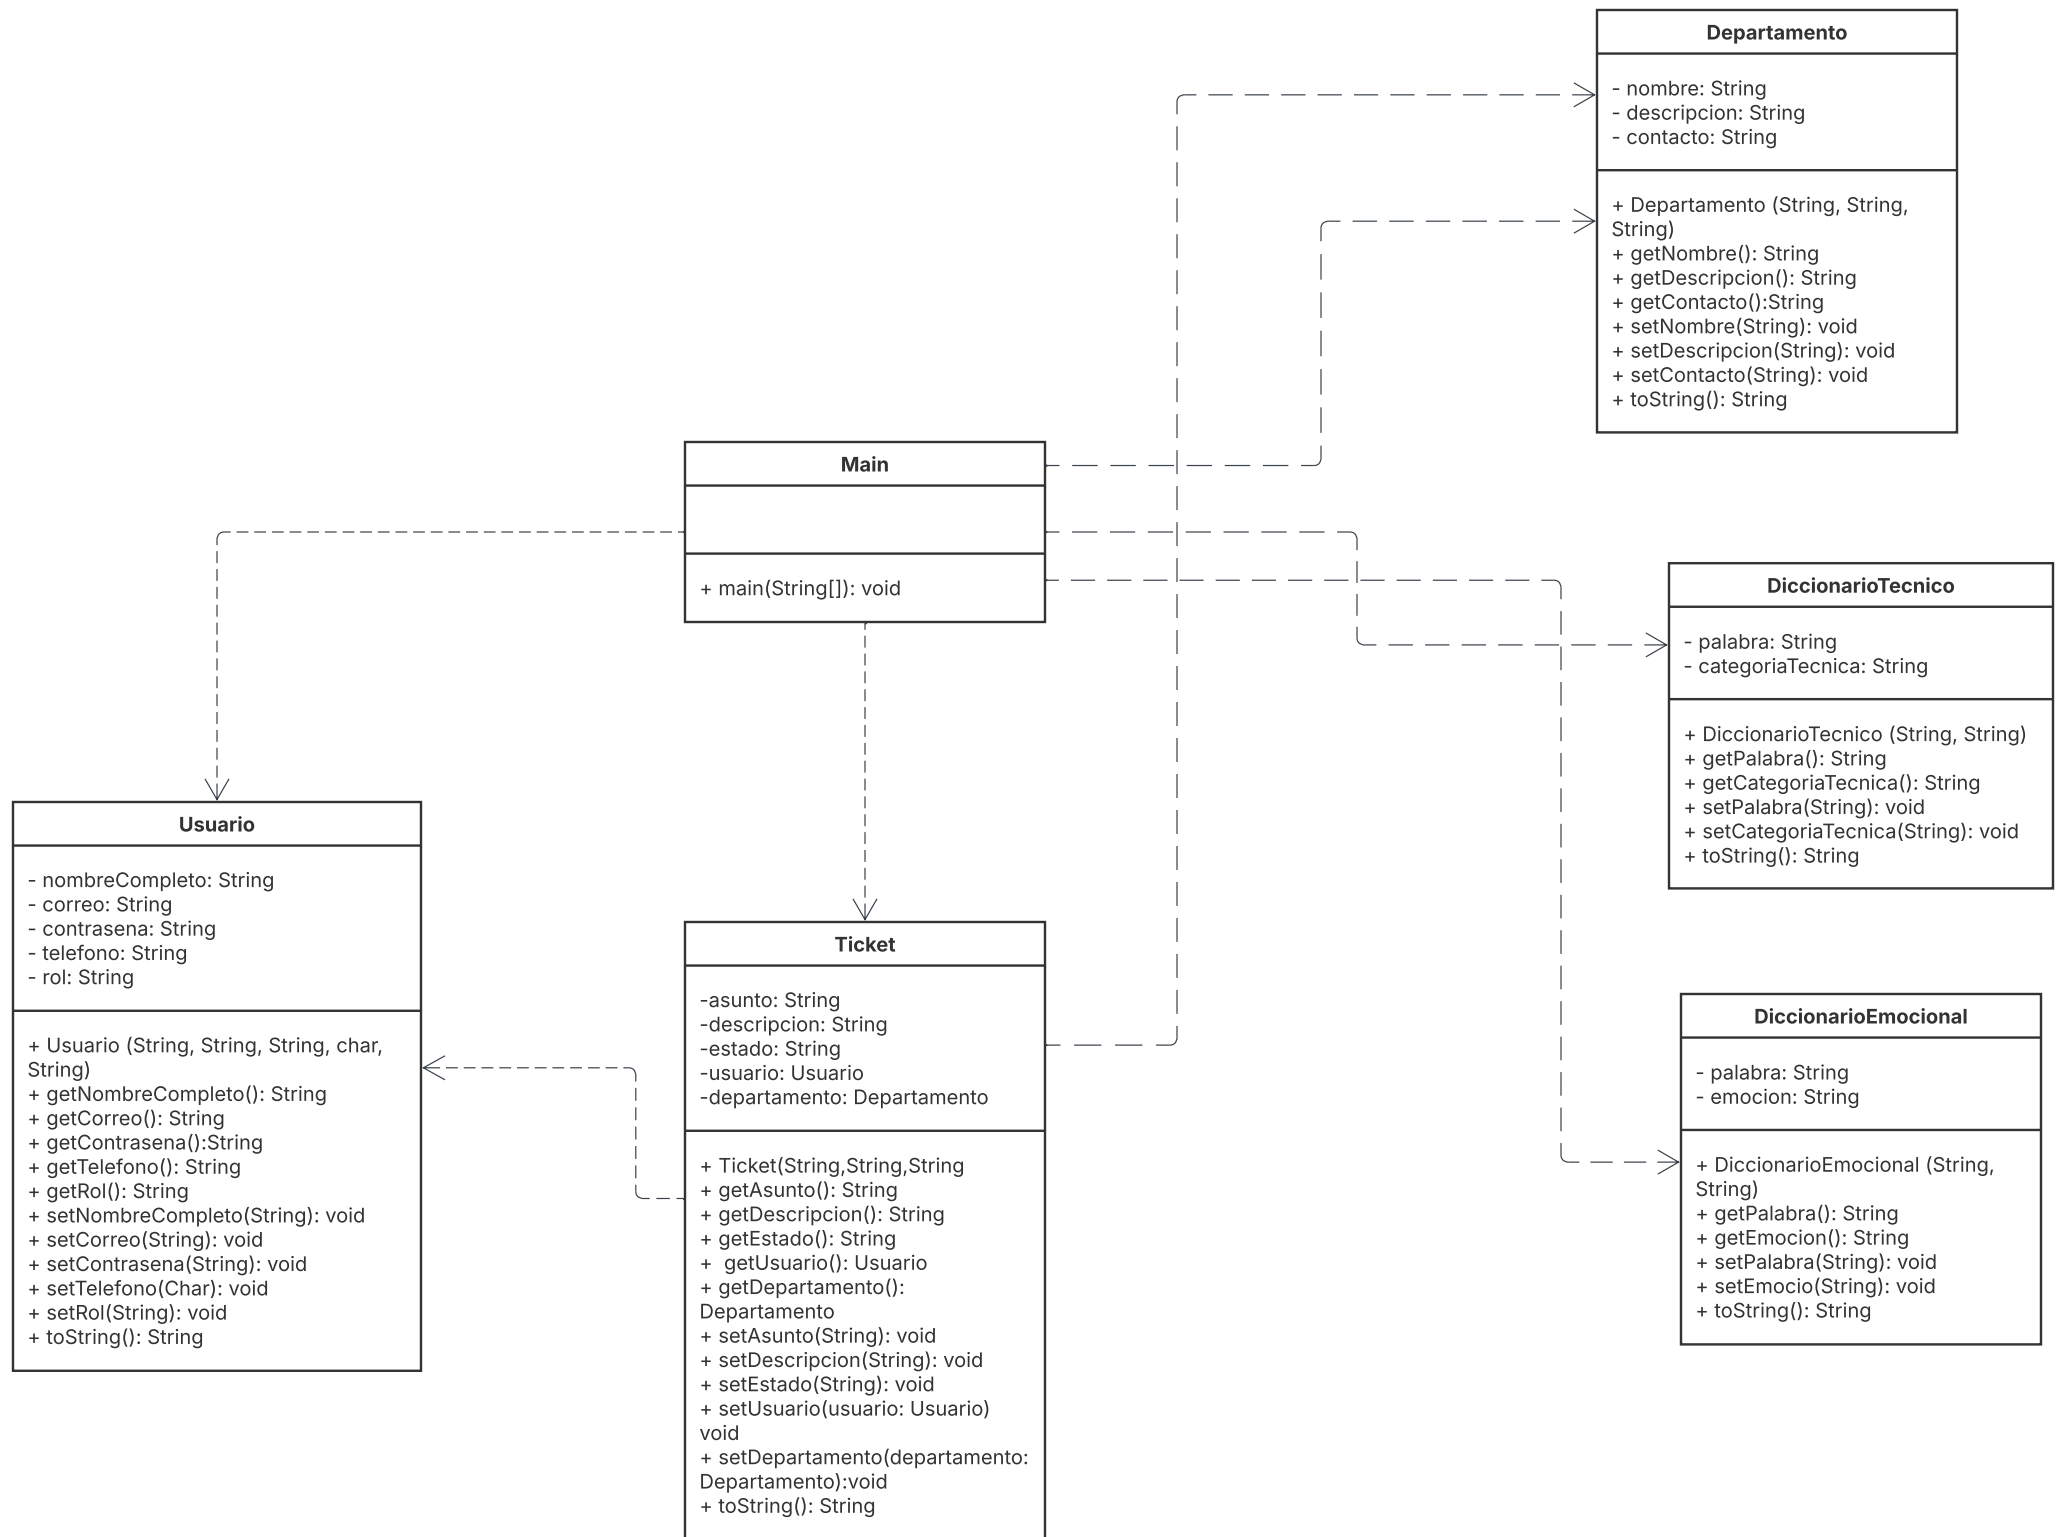 Departamento
- nombre: String
- descripcion: String
- contacto: String
+ Departamento (String, String,
String)
+ getNombre(): String
+ getDescripcion(): String
+ getContacto():String
+ setNombre(String): void
+ setDescripcion(String): void
+ setContacto(String): void
+ toString(): String
Main
+ main(String[]): void
DiccionarioTecnico
- palabra: String
- categoriaTecnica: String
+ DiccionarioTecnico (String, String)
+ getPalabra(): String
+ getCategoriaTecnica(): String
+ setPalabra(String): void
+ setCategoriaTecnica(String): void
+ toString(): String
Usuario
- nombreCompleto: String
- correo: String
- contrasena: String
- telefono: String
- rol: String
+ Usuario (String, String, String, char,
String)
+ getNombreCompleto(): String
+ getCorreo(): String
+ getContrasena():String
+ getTelefono(): String
+ getRol(): String
+ setNombreCompleto(String): void
+ setCorreo(String): void
+ setContrasena(String): void
+ setTelefono(Char): void
+ setRol(String): void
+ toString(): String
Ticket
-asunto: String
-descripcion: String
-estado: String
-usuario: Usuario
-departamento: Departamento
+ Ticket(String,String,String
+ getAsunto(): String
+ getDescripcion(): String
+ getEstado(): String
+  getUsuario(): Usuario
+ getDepartamento():
Departamento
+ setAsunto(String): void
+ setDescripcion(String): void
+ setEstado(String): void
+ setUsuario(usuario: Usuario)
void
+ setDepartamento(departamento:
Departamento):void
+ toString(): String
DiccionarioEmocional
- palabra: String
- emocion: String
+ DiccionarioEmocional (String,
String)
+ getPalabra(): String
+ getEmocion(): String
+ setPalabra(String): void
+ setEmocio(String): void
+ toString(): String